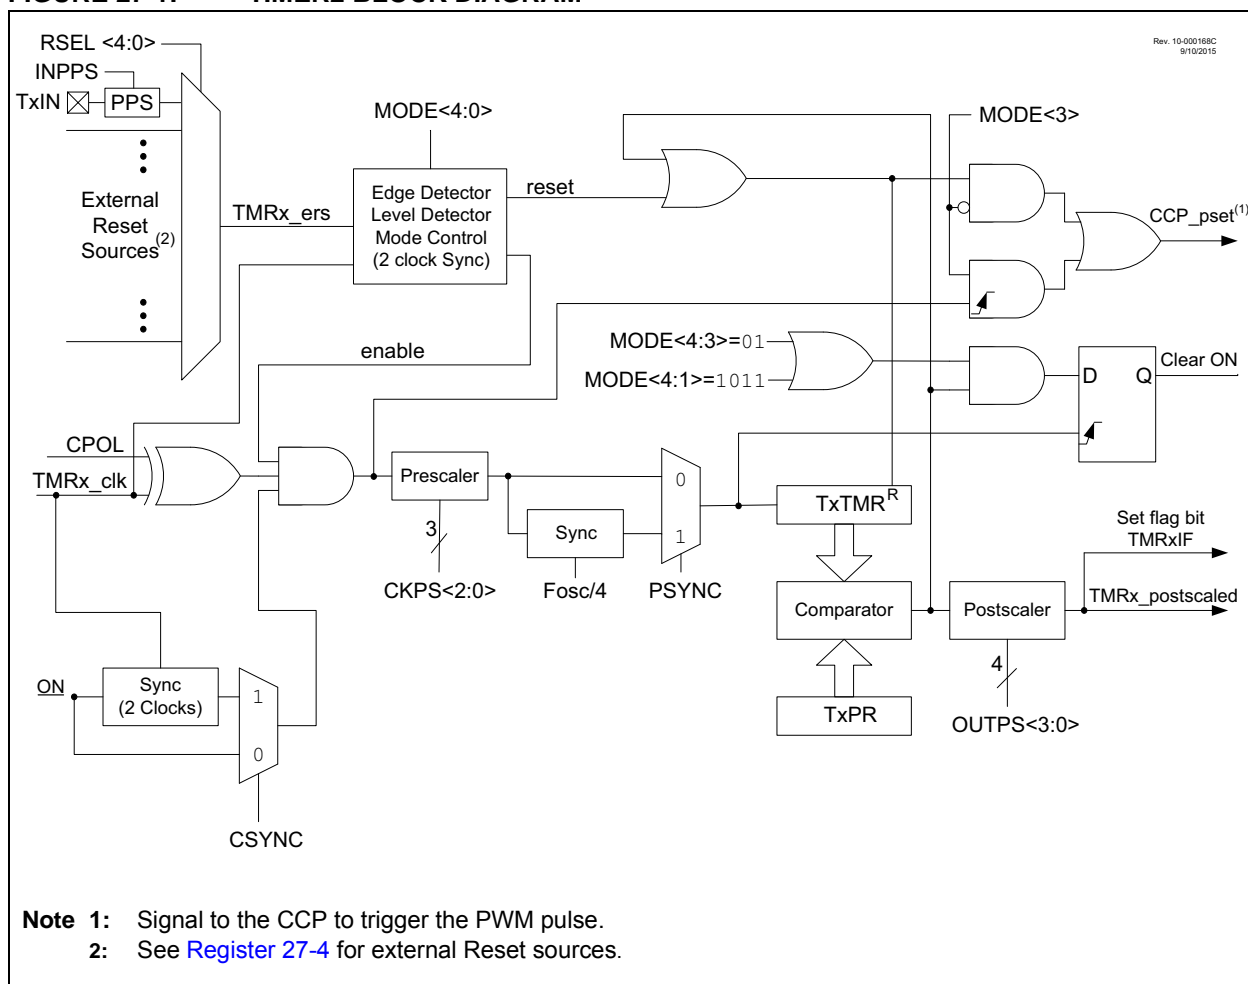 RSEL <4:0>
Rev. 10-000168C
9/10/2015
INPPS
TxIN
PPS
MODE<4:0>
MODE<3>
External
Reset
Sources(2)
TMRx_ers
Edge Detector
Level Detector
Mode Control
(2 clock Sync)
reset
CCP_pset(1)
enable
MODE<4:3>=01
MODE<4:1>=1011
D
Q
Clear ON
CPOL
TMRx_clk
Prescaler
3
CKPS<2:0>
Sync
Fosc/4
0
1
PSYNC
TxTMR
R
Set flag bit
TMRxIF
Comparator
Postscaler
TMRx_postscaled
4
OUTPS<3:0>
TxPR
ON
Sync
(2 Clocks)
1
0
CSYNC
Note 1: Signal to the CCP to trigger the PWM pulse.
2: See Register 27-4 for external Reset sources.